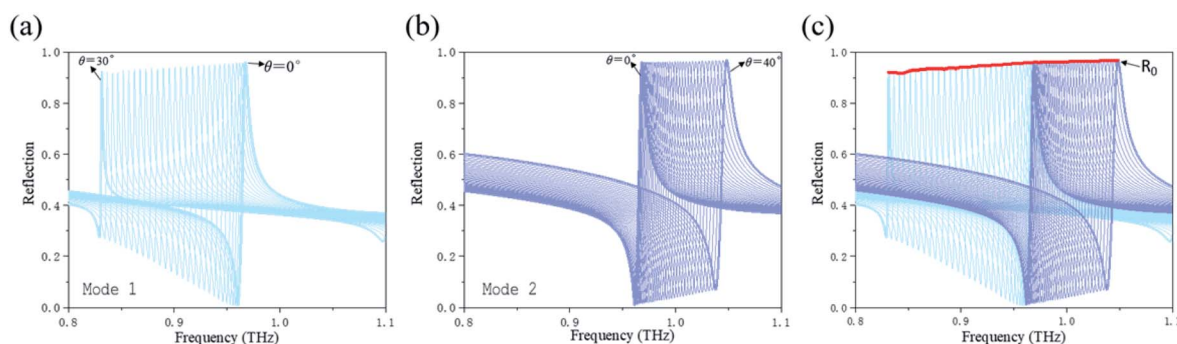 (a)
Reflection
1.0
0.8
0.6
0.4
0.2
0.0
θ=30°
θ=0°
Mode 1
0.8 0.9 1.0 1.1
Frequency (THz)
(b)
Reflection
1.0
0.8
0.6
0.4
0.2
0.0
θ=0°
θ=40°
Mode 2
0.8 0.9 1.0 1.1
Frequency (THz)
(c)
Reflection
1.0
0.8
0.6
0.4
0.2
0.0
R₀
0.8 0.9 1.0 1.1
Frequency (THz)